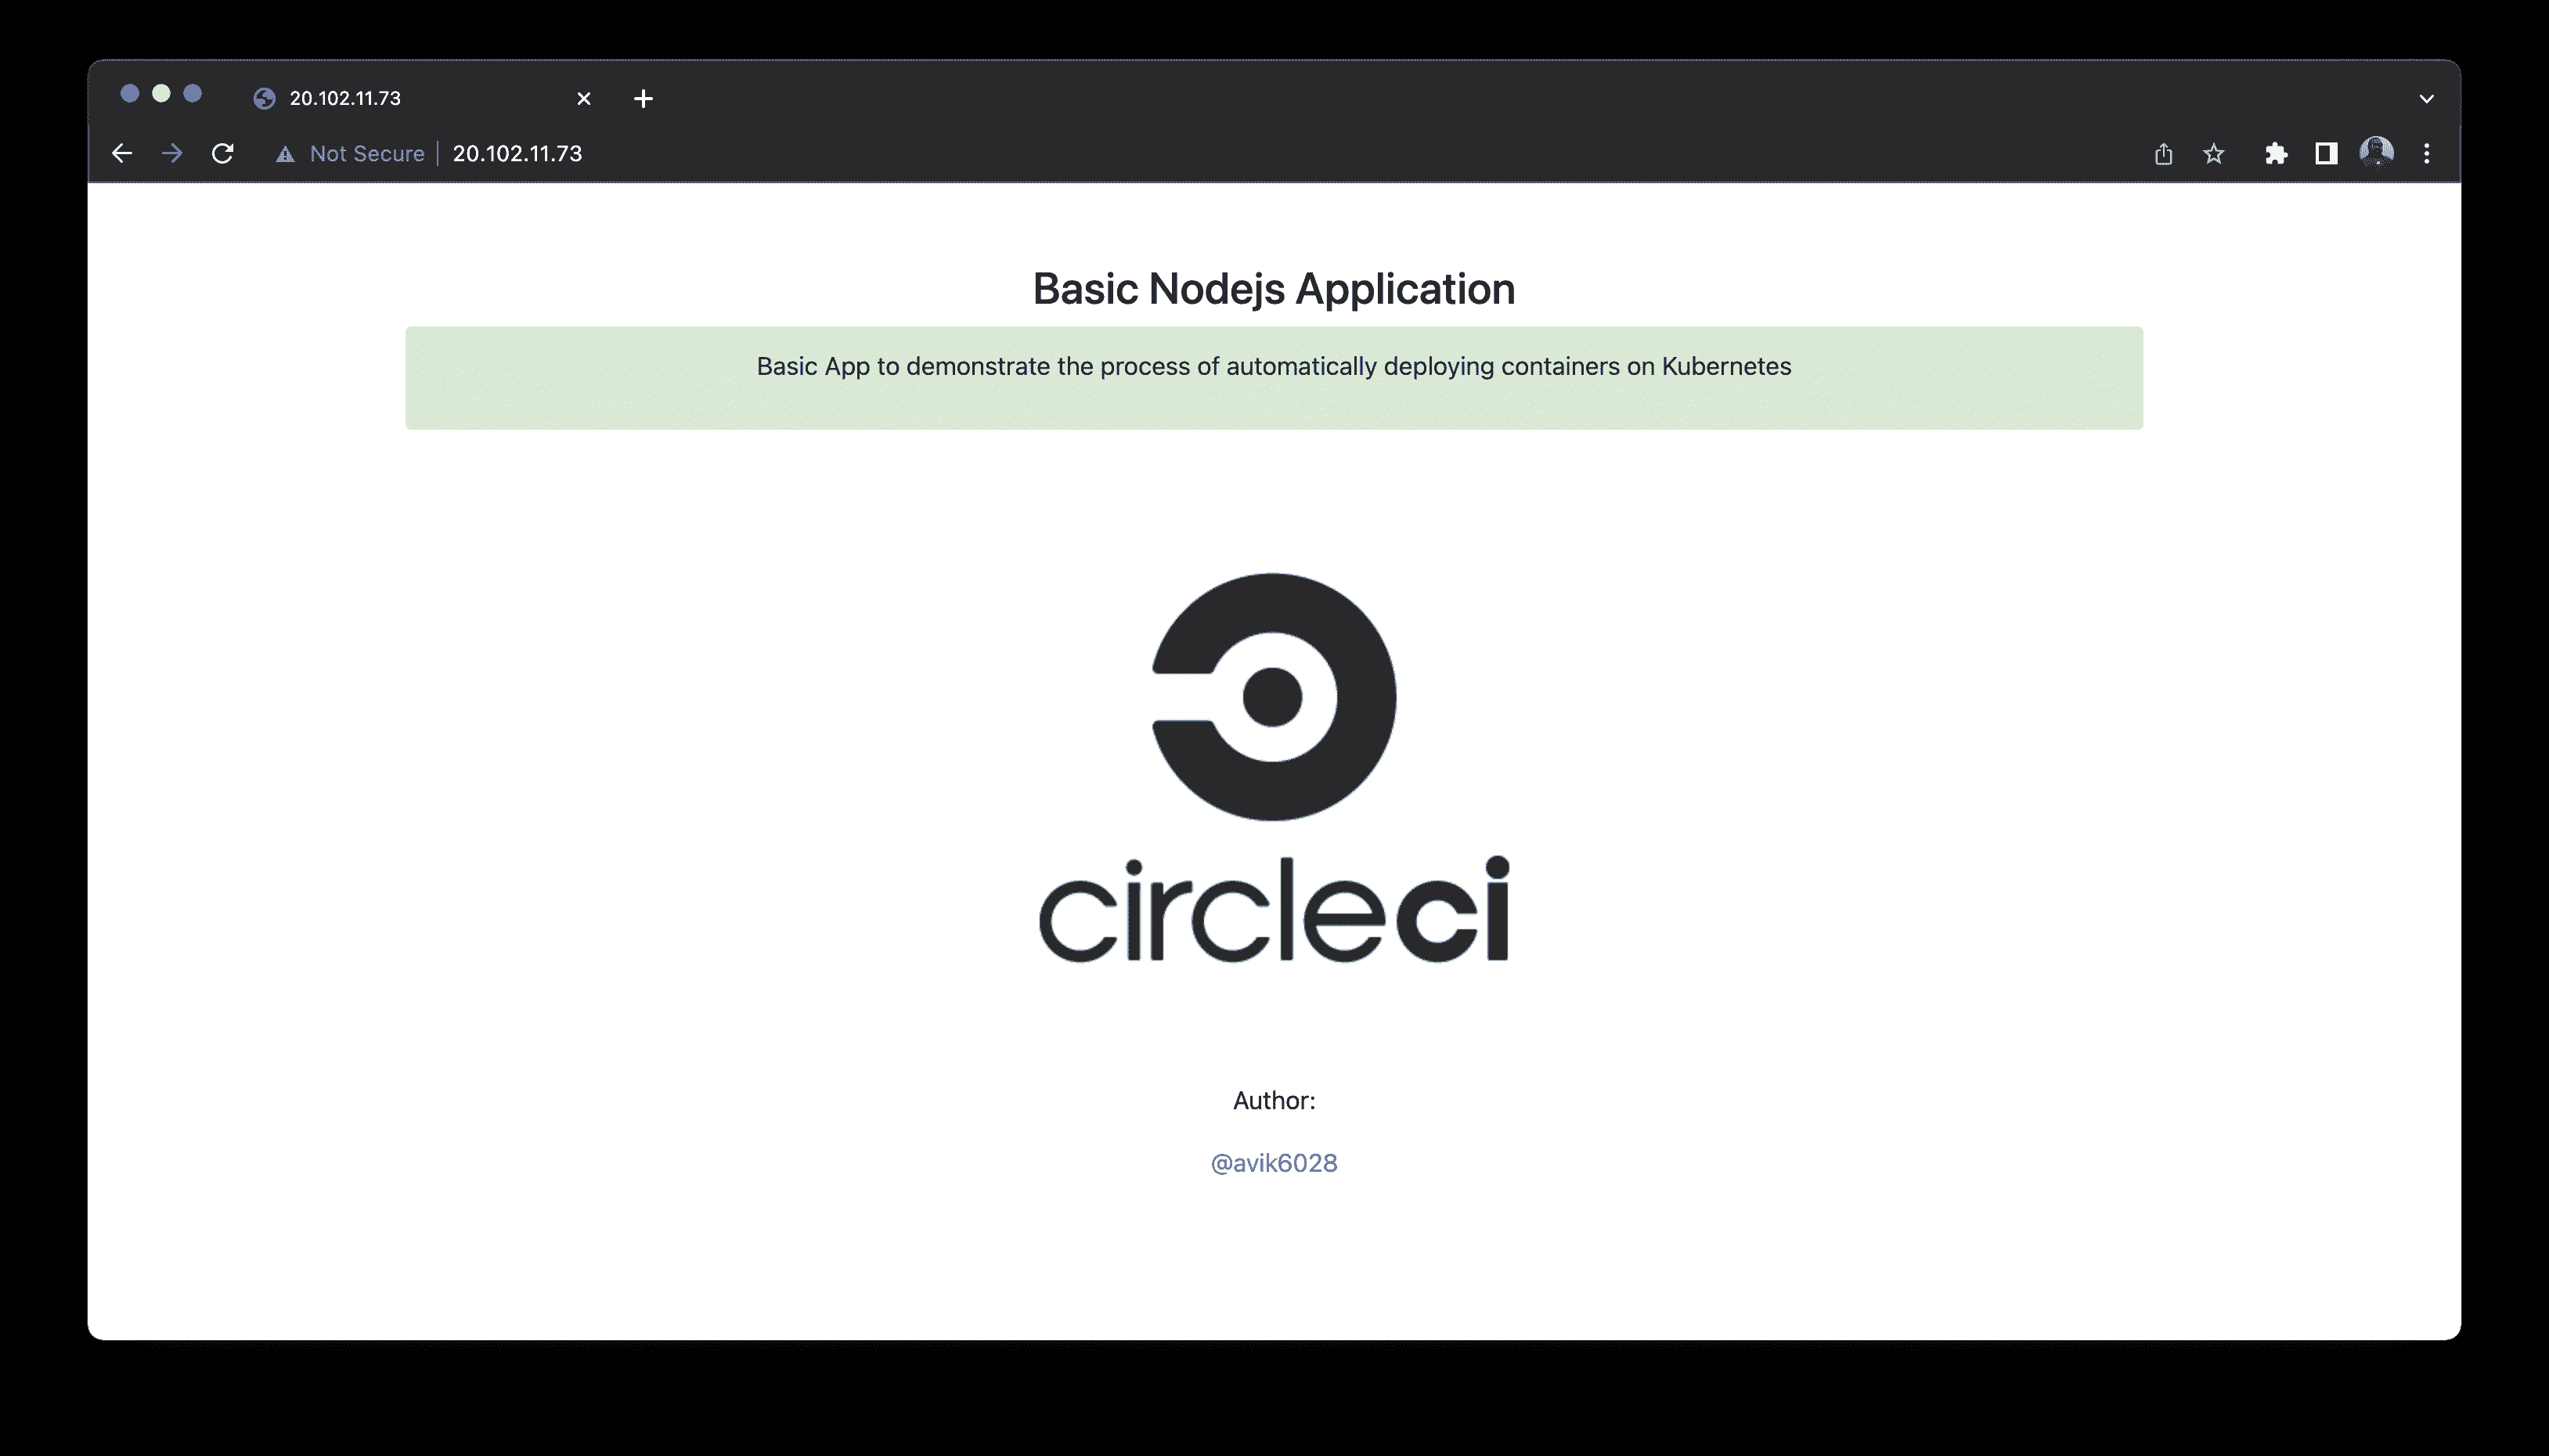 20.102.11.73
Not Secure 20.102.11.73
Basic Nodejs Application
Basic App to demonstrate the process of automatically deploying containers on Kubernetes
circleci
Author:
@avik6028